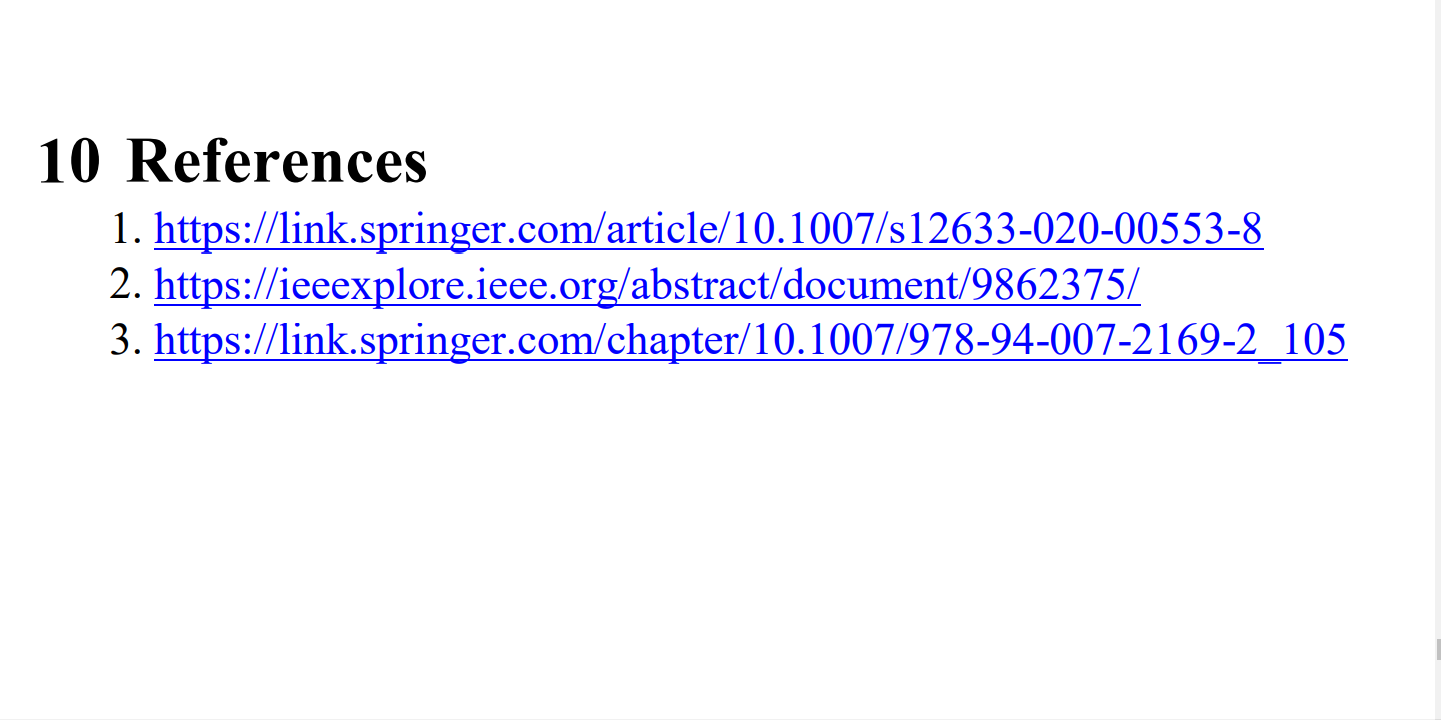 10 References
1. https://link.springer.com/article/10.1007/s12633-020-00553-8
2. https://ieeexplore.ieee.org/abstract/document/9862375/
3. https://link.springer.com/chapter/10.1007/978-94-007-2169-2_105